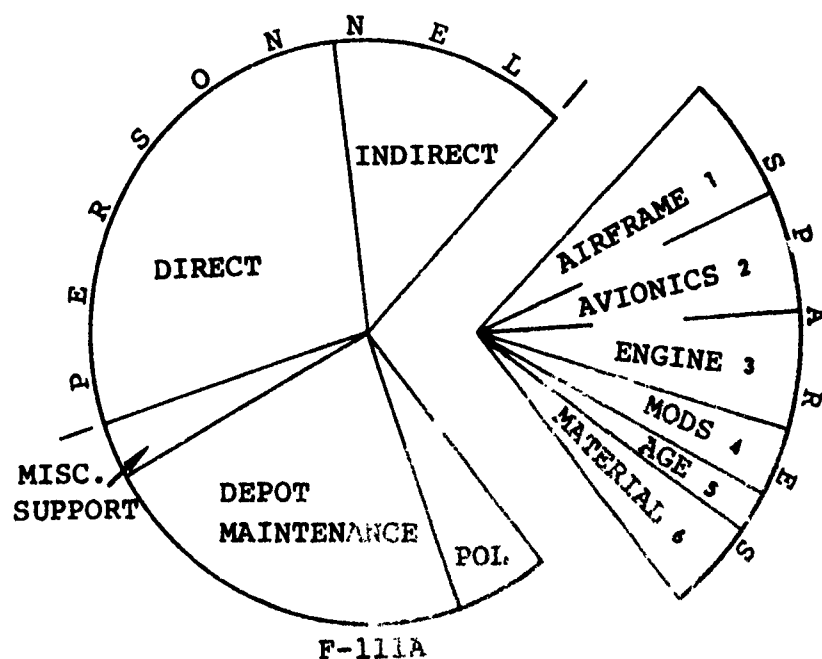 PERSONNEL
INDIRECT
DIRECT
MISC.
SUPPORT
DEPOT
MAINTENANCE
POL
F-111A
SPARES
AIRFRAME 1
AVIONICS 2
ENGINE 3
MODS 4
AGE 5
MATERIAL 6